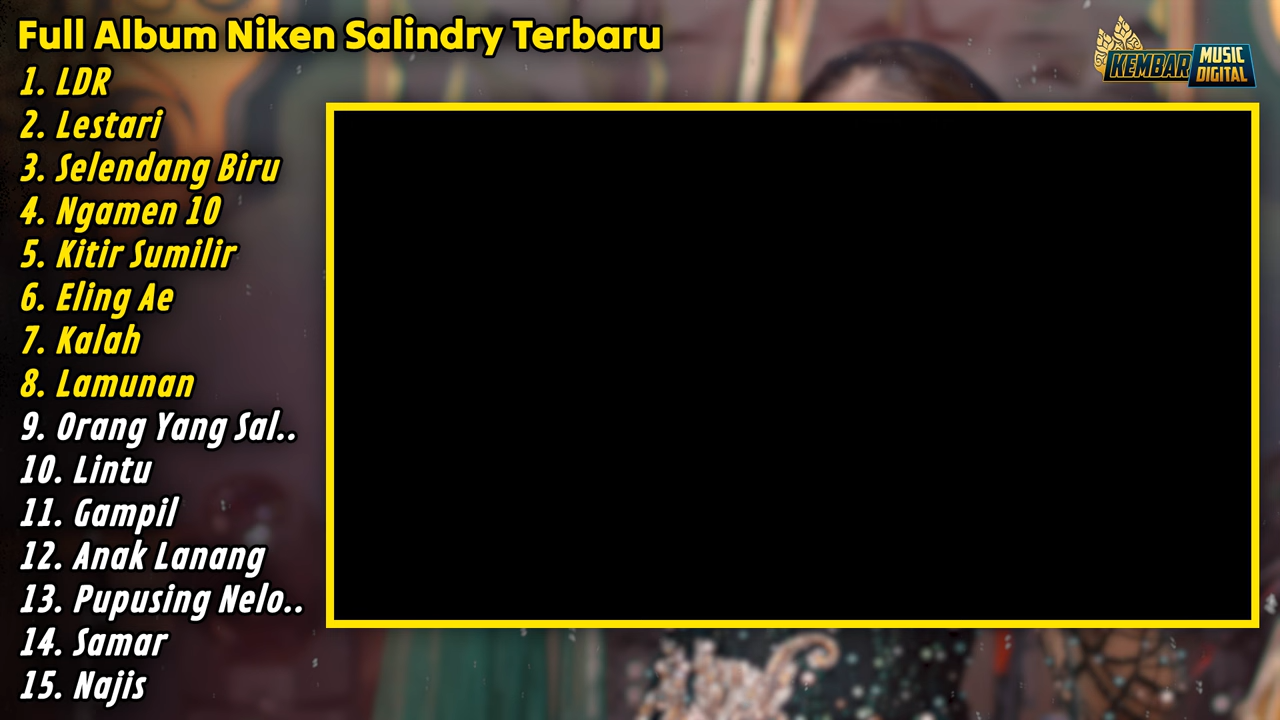 Full Album Niken Salindry Terbaru
KEMBAR MUSIC DIGITAL
1. LDR
2. Lestari
3. Selendang Biru
4. Ngamen 10
5. Kitir Sumilir
6. Eling Ae
7. Kalah
8. Lamunan
9. Orang Yang Sal..
10. Lintu
11. Gampil
12. Anak Lanang
13. Pupusing Nelo..
14. Samar
15. Najis